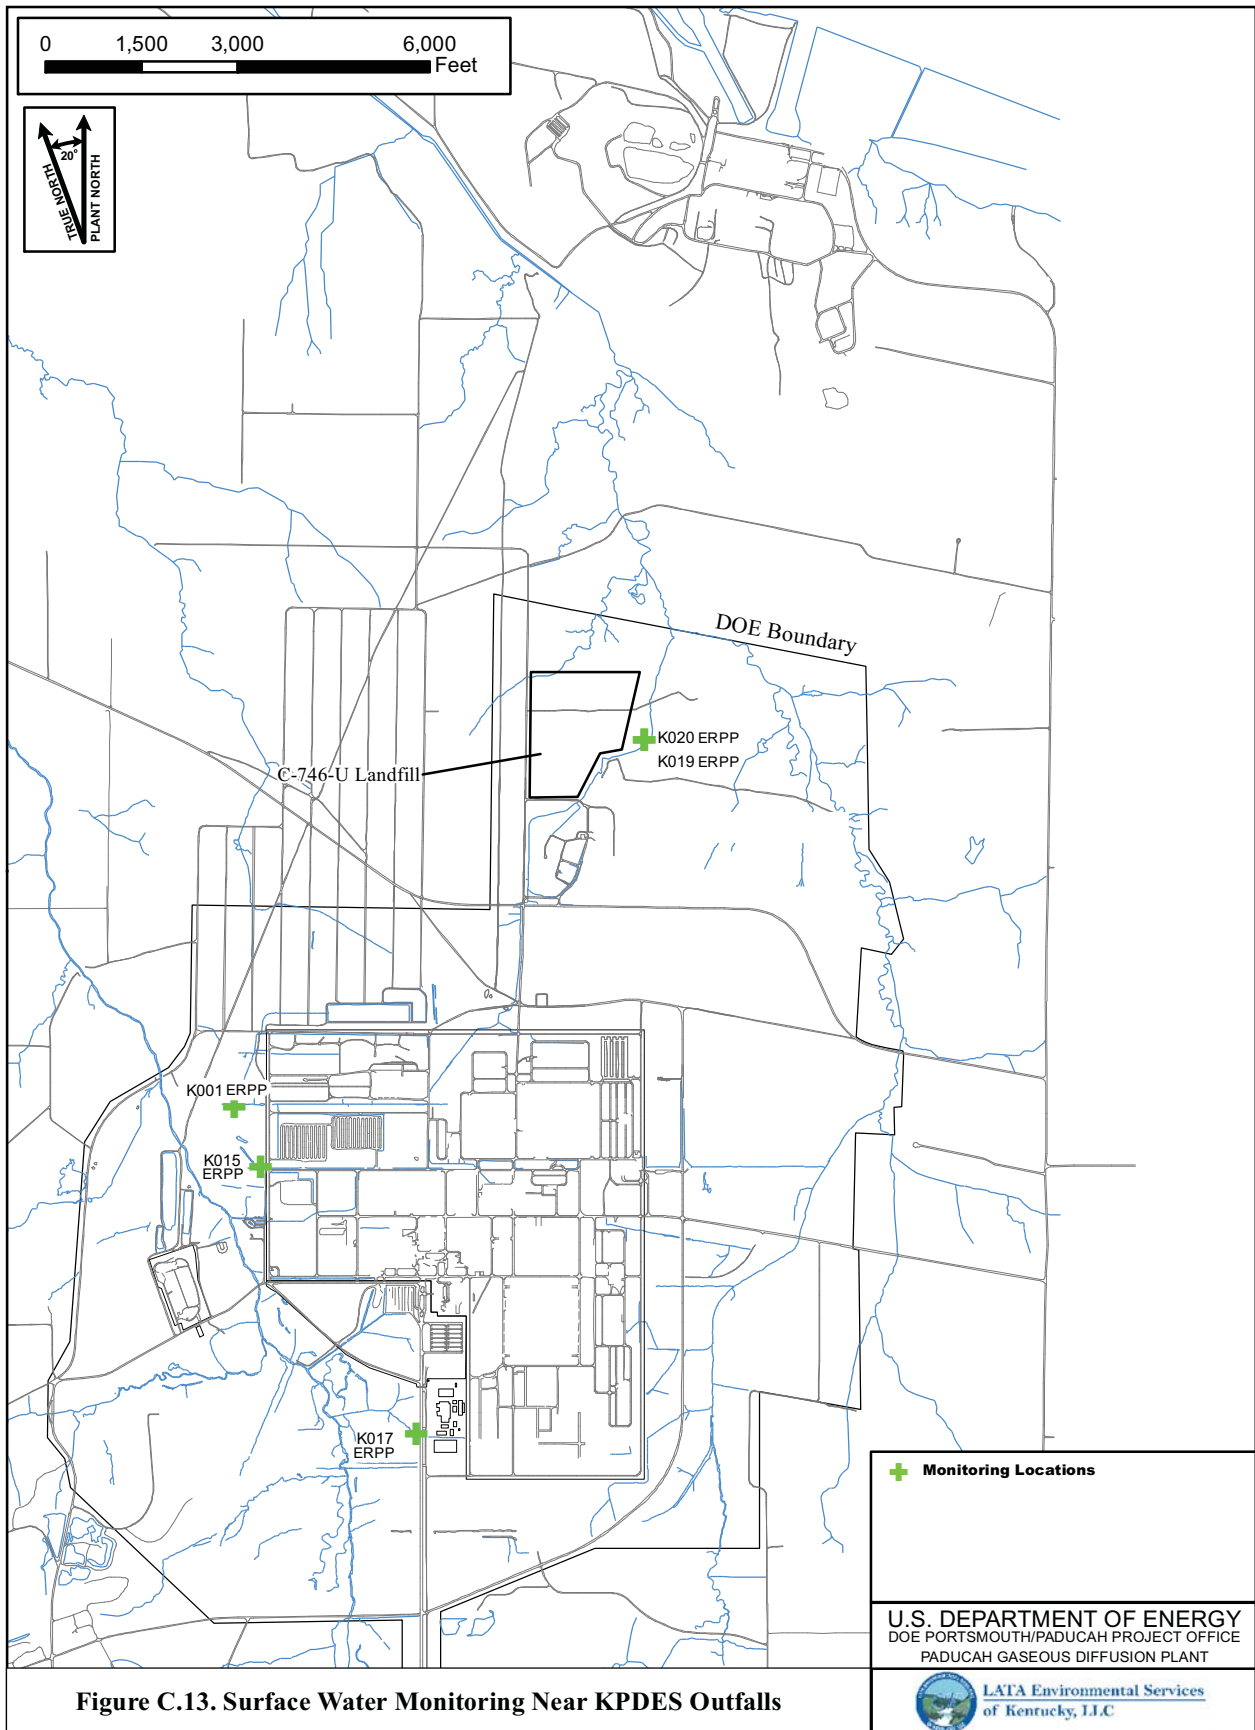 0 1,500 3,000 6,000
Feet
20°
TRUE NORTH
PLANT NORTH
DOE Boundary
K020 ERPP
K019 ERPP
C-746-U Landfill
K001 ERPP
K015
ERPP
K017
ERPP
Monitoring Locations
U.S. DEPARTMENT OF ENERGY
DOE PORTSMOUTH/PADUCAH PROJECT OFFICE
PADUCAH GASEOUS DIFFUSION PLANT
Figure C.13. Surface Water Monitoring Near KPDES Outfalls
LATA Environmental Services
of Kentucky, LLC